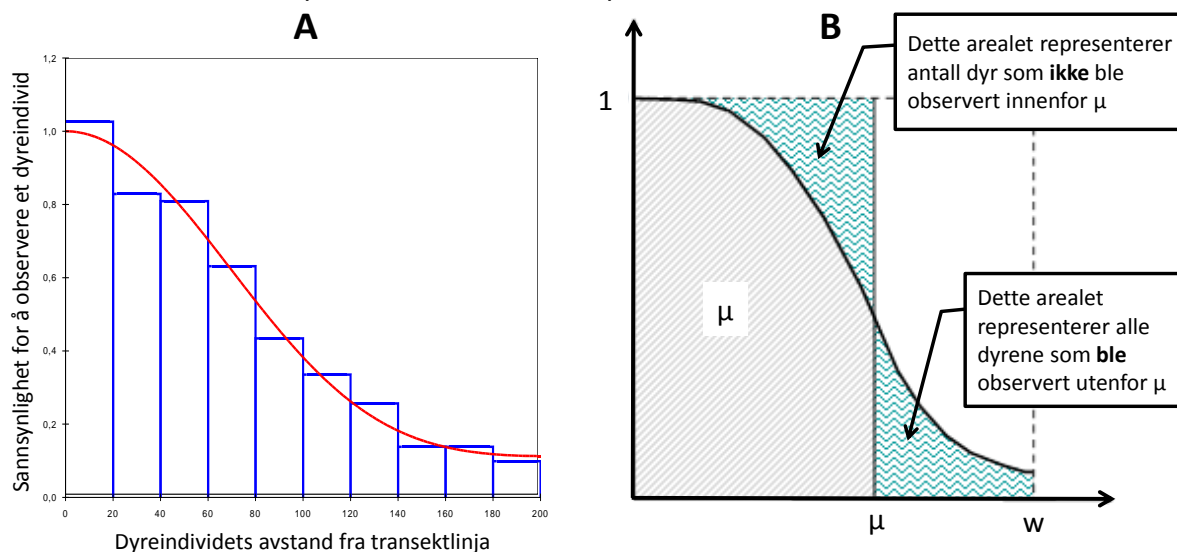 A
Sannsynlighet for å observere et dyreindivid
1,2
1,0
0,8
0,6
0,4
0,2
0,0
0 20 40 60 80 100 120 140 160 180 200
Dyreindividets avstand fra transektlinja
B
1
Dette arealet representerer
antall dyr som ikke ble
observert innenfor µ
µ
Dette arealet
representerer alle
dyrene som ble
observert utenfor µ
µ w